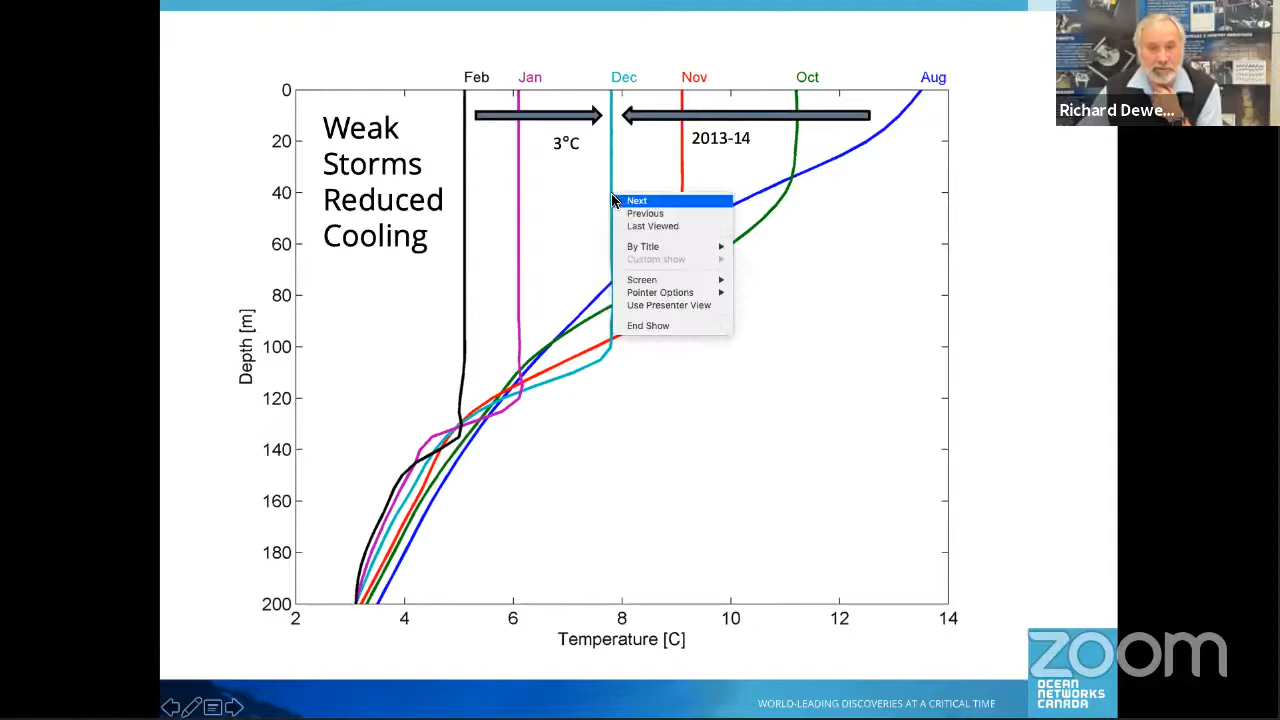 Feb
Jan
Dec
Nov
Oct
Aug
Richard Dewe...
Weak
Storms
Reduced
Cooling
3°C
2013-14
0
20
40
60
80
100
120
140
160
180
200
Depth [m]
Next
Previous
Last Viewed
By Title
Custom show
Screen
Pointer Options
Use Presenter View
End Show
2
4
6
8
10
12
14
Temperature [C]
zoom
OCEAN
NETWORKS
CANADA
WORLD-LEADING DISCOVERIES AT A CRITICAL TIME